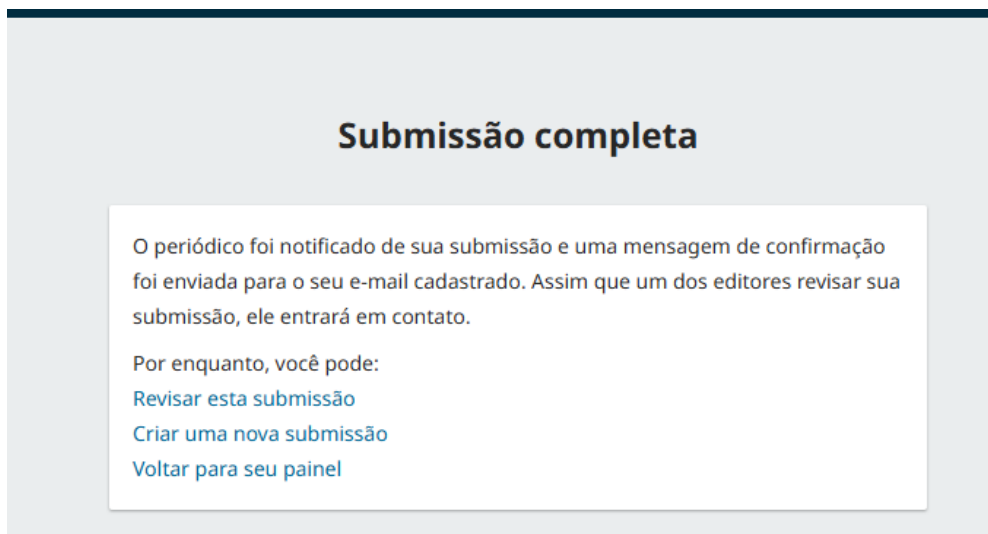 Submissão completa
O periódico foi notificado de sua submissão e uma mensagem de confirmação
foi enviada para o seu e-mail cadastrado. Assim que um dos editores revisar sua
submissão, ele entrará em contato.
Por enquanto, você pode:
Revisar esta submissão
Criar uma nova submissão
Voltar para seu painel